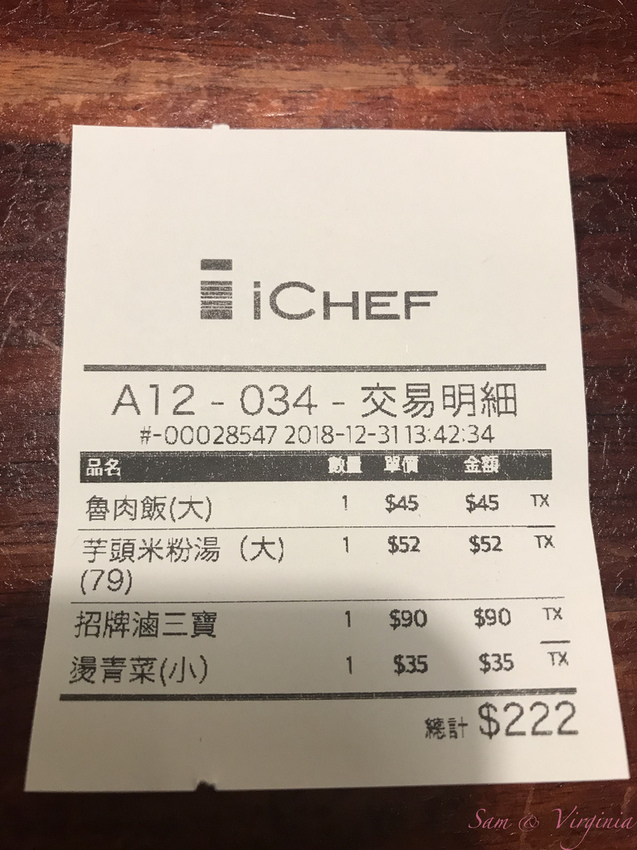 iCHEF
A12 - 034 - 交易明細
#-00028547 2018-12-31 13:42:34
品名 數量 單價 金額
魯肉飯(大) 1 $45 $45 TX
芋頭米粉湯（大） 1 $52 $52 TX
(79)
招牌滷三寶 1 $90 $90 TX
燙青菜(小) 1 $35 $35 TX
總計 $222
Sam & Virginia